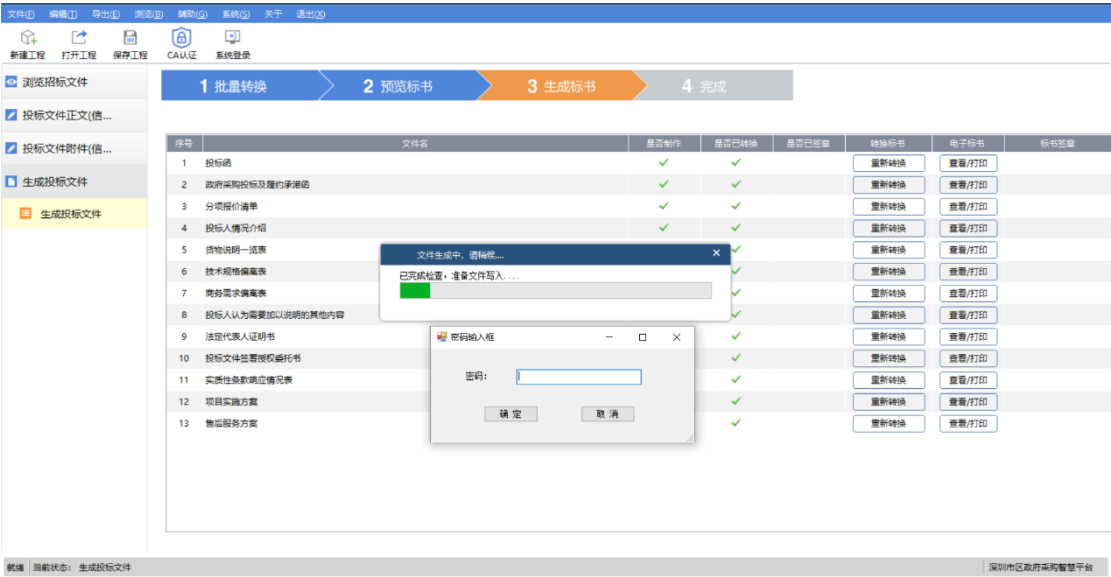 文件(F) 编辑(I) 导出(E) 浏览(B) 辅助(G) 系统(S) 关于 退出(X)
新建工程 打开工程 保存工程 CA认证 系统登录
浏览招标文件
投标文件正文(信...
投标文件附件(信...
生成投标文件
生成投标文件
1 批量转换 2 预览标书 3 生成标书 4 完成
序号 文件名 是否制作 是否已转换 是否已签章 转换标书 电子标书 标书签章
1 投标函 重新转换 查看/打印
2 政府采购投标及履约承诺函 重新转换 查看/打印
3 分项报价清单 重新转换 查看/打印
4 投标人情况介绍 重新转换 查看/打印
5 货物说明一览表 重新转换 查看/打印
6 技术规格偏离表 重新转换 查看/打印
7 商务需求偏离表 重新转换 查看/打印
8 投标人认为需要加以说明的其他内容 重新转换 查看/打印
9 法定代表人证明书 重新转换 查看/打印
10 投标文件签署授权委托书 重新转换 查看/打印
11 实质性条款响应情况表 重新转换 查看/打印
12 项目实施方案 重新转换 查看/打印
13 售后服务方案 重新转换 查看/打印
文件生成中，请稍候....
已完成检查，准备文件写入....
密码输入框
密码：
确定 取消
就绪 当前状态： 生成投标文件 深圳市区政府采购智慧平台